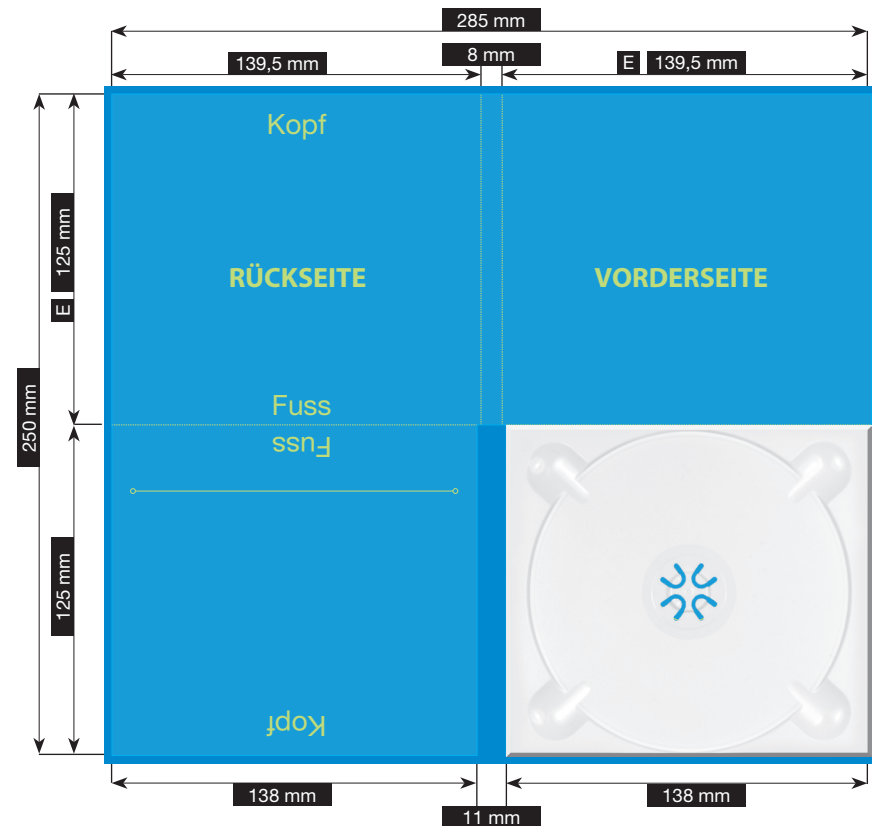 285 mm
8 mm
139,5 mm
E 139,5 mm
Kopf
125 mm
E
RÜCKSEITE
VORDERSEITE
250 mm
Fuss
Fuss
125 mm
Kopf
138 mm
138 mm
11 mm